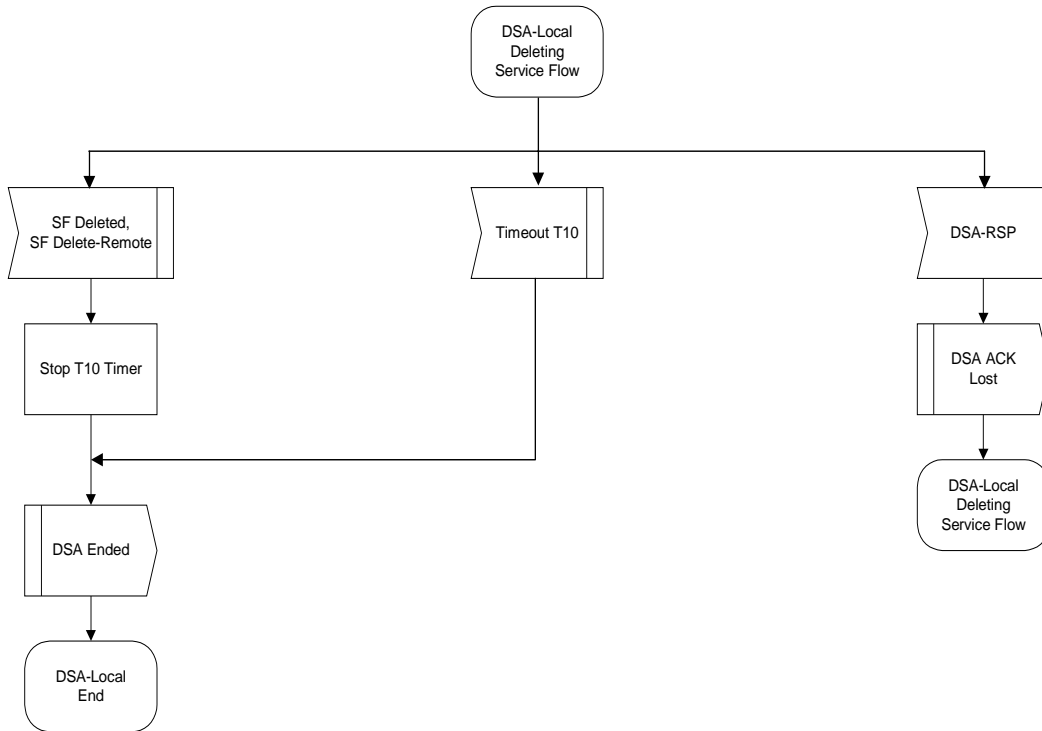 DSA-Local
Deleting
Service Flow
SF Deleted,
SF Delete-Remote
Timeout T10
DSA-RSP
Stop T10 Timer
DSA ACK
Lost
DSA-Local
Deleting
Service Flow
DSA Ended
DSA-Local
End